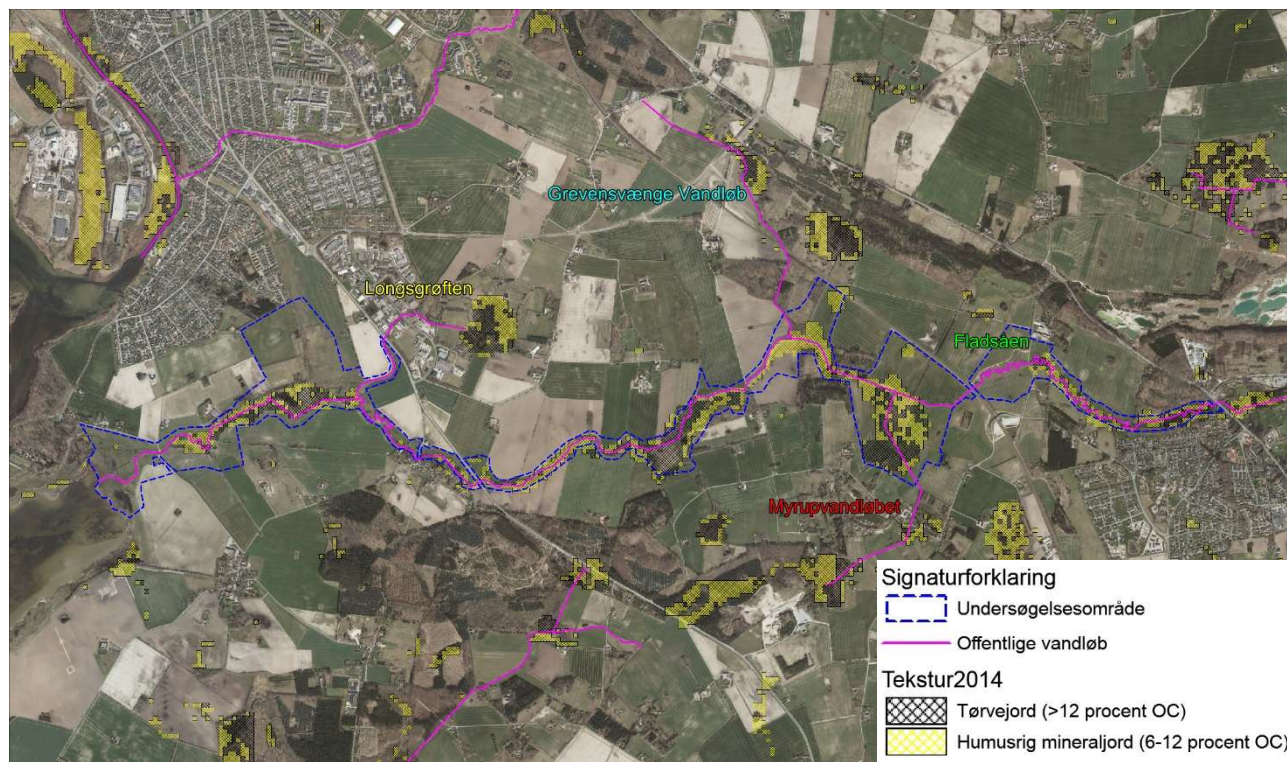 Grevensvænge Vandløb
Longsgrøften
Fladsåen
Myrupvandløbet
Signaturforklaring
Undersøgelsesområde
Offentlige vandløb
Tekstur2014
Tørvejord (>12 procent OC)
Humusrig mineraljord (6-12 procent OC)